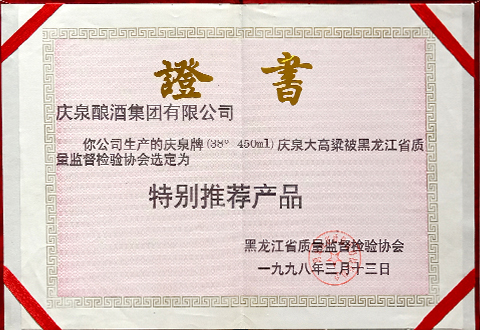 證書
庆泉酿酒集团有限公司
你公司生产的庆泉牌(38° 450ml)庆泉大高粱被黑龙江省质
量监督检验协会选定为
特别推荐产品
黑龙江省质量监督检验协会
一九九八年三月十三日